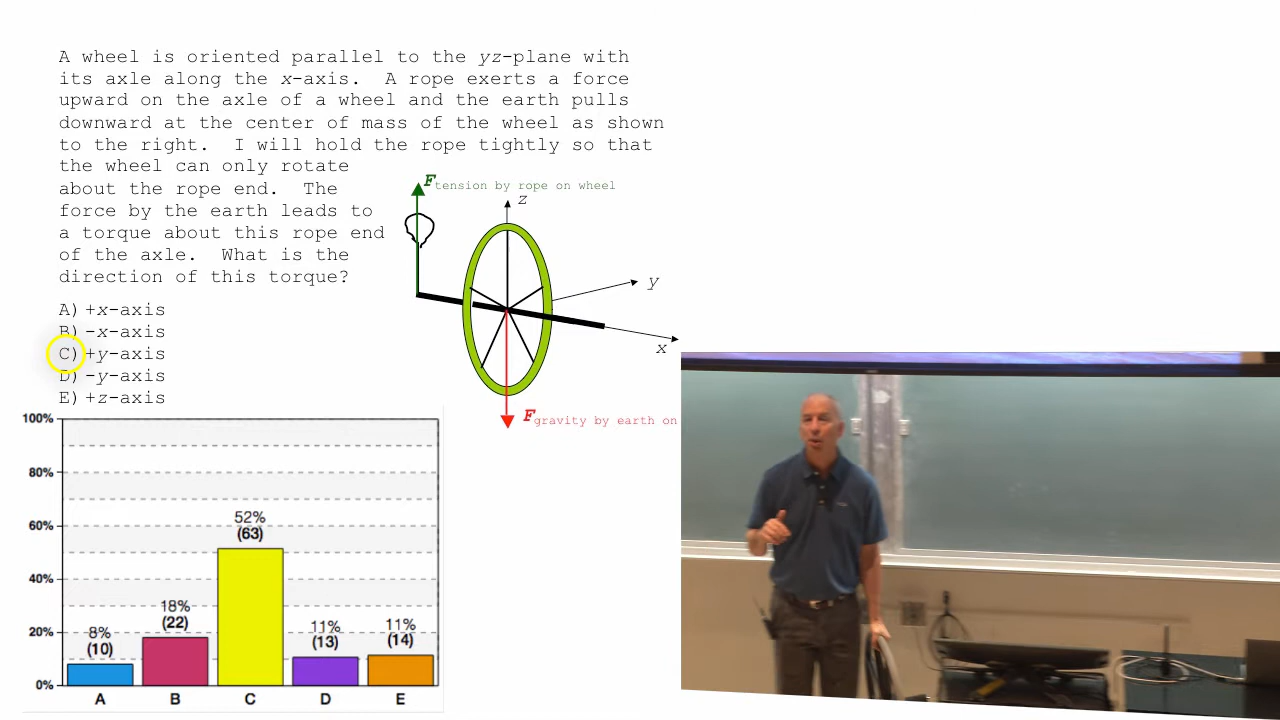 A wheel is oriented parallel to the yz-plane with
its axle along the x-axis. A rope exerts a force
upward on the axle of a wheel and the earth pulls
downward at the center of mass of the wheel as shown
to the right. I will hold the rope tightly so that
the wheel can only rotate
about the rope end. The
force by the earth leads to
a torque about this rope end
of the axle. What is the
direction of this torque?
A) +x-axis
B) -x-axis
C) +y-axis
D) -y-axis
E) +z-axis
Ftension by rope on wheel
z
y
x
Fgravity by earth on
100%
80%
60%
40%
20%
0%
8%
(10)
18%
(22)
52%
(63)
11%
(13)
11%
(14)
A B C D E